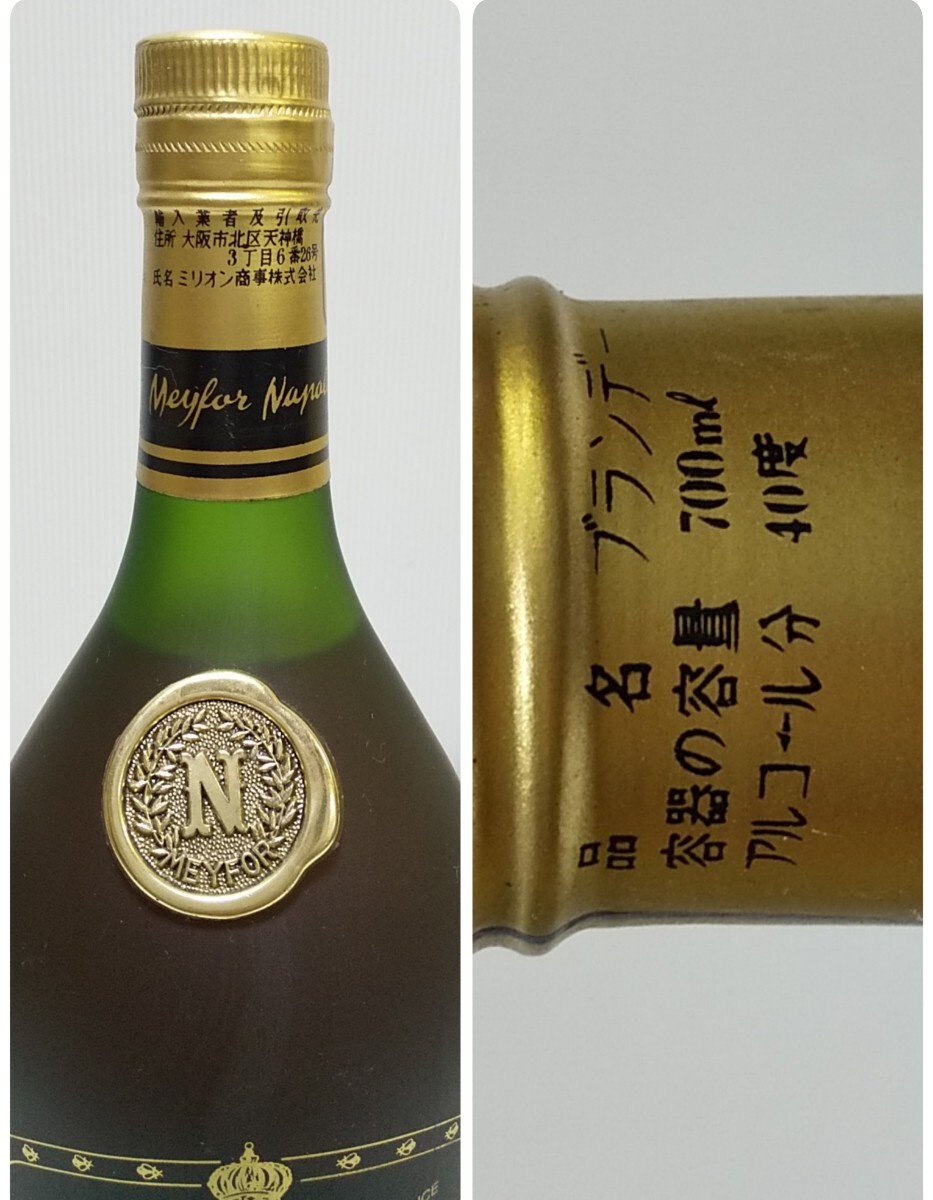 輸入業者及引取先
住所 大阪市北区天神橋
3丁目6番26号
氏名 ミリオン商事株式会社
Meyfor
N
MEYFOR
品名 ブランデー
容器の容量 700ml
アルコール分 40度